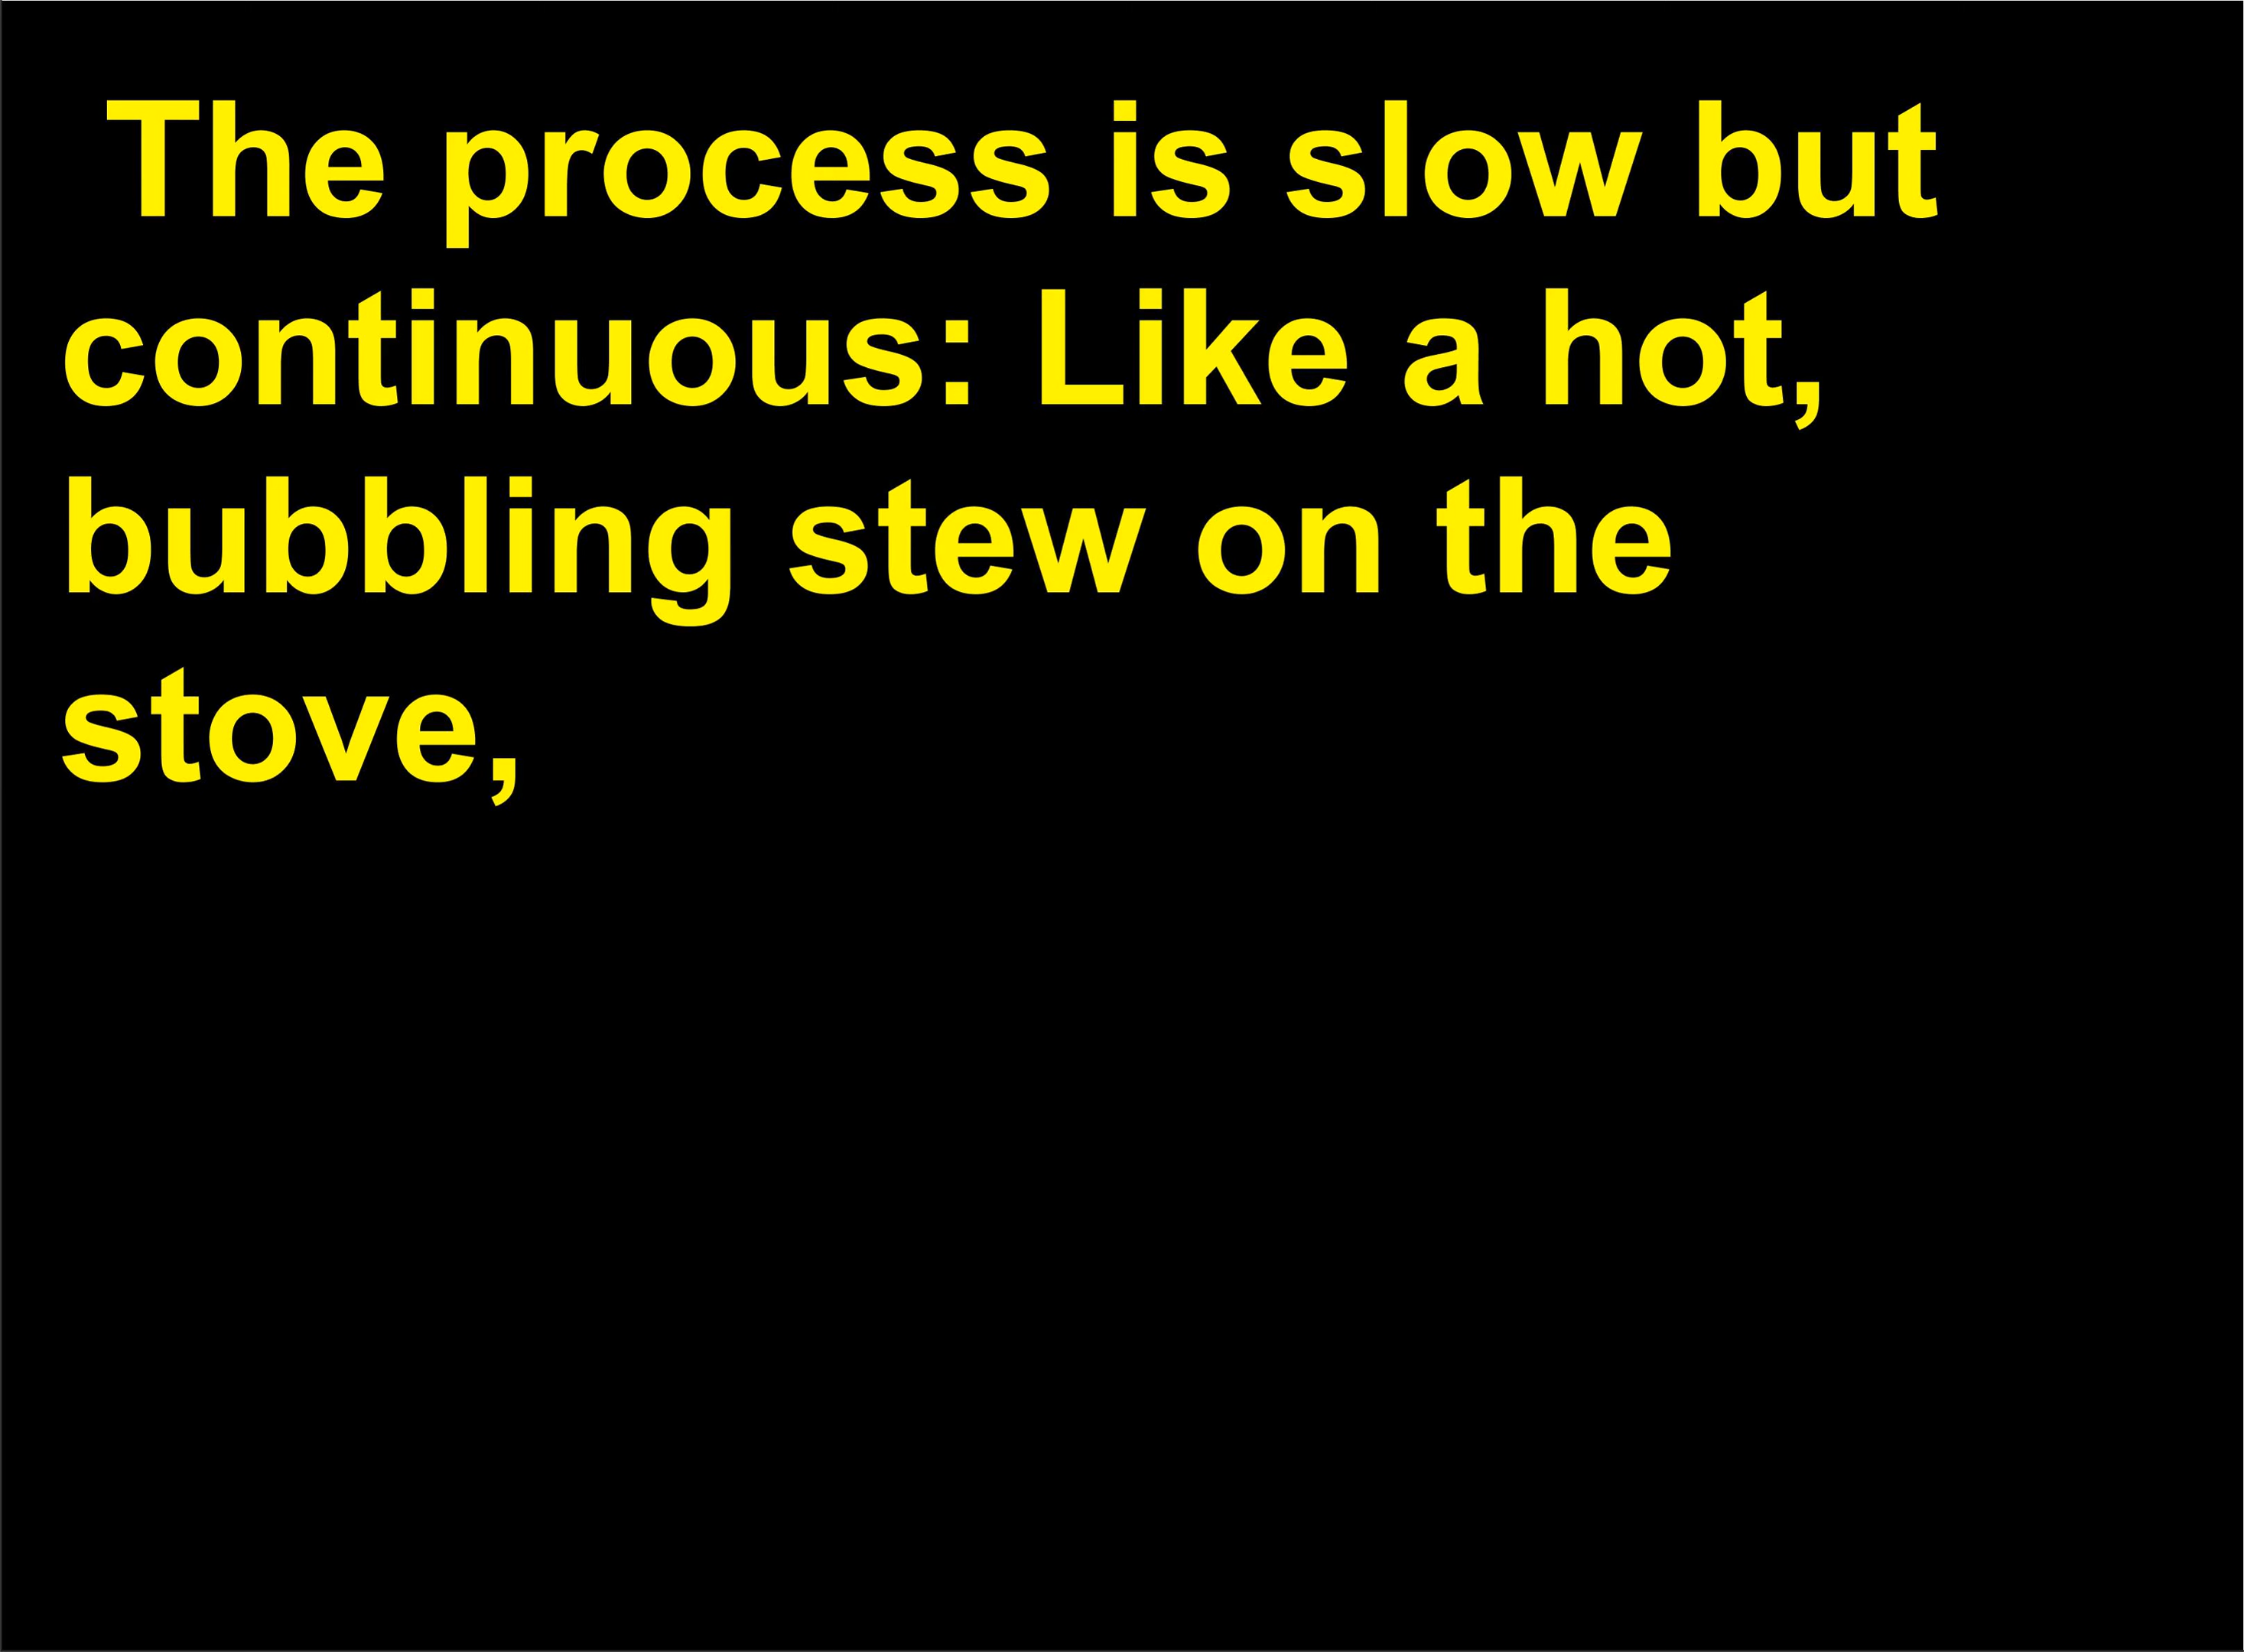 The process is slow but
continuous: Like a hot,
bubbling stew on the
stove,